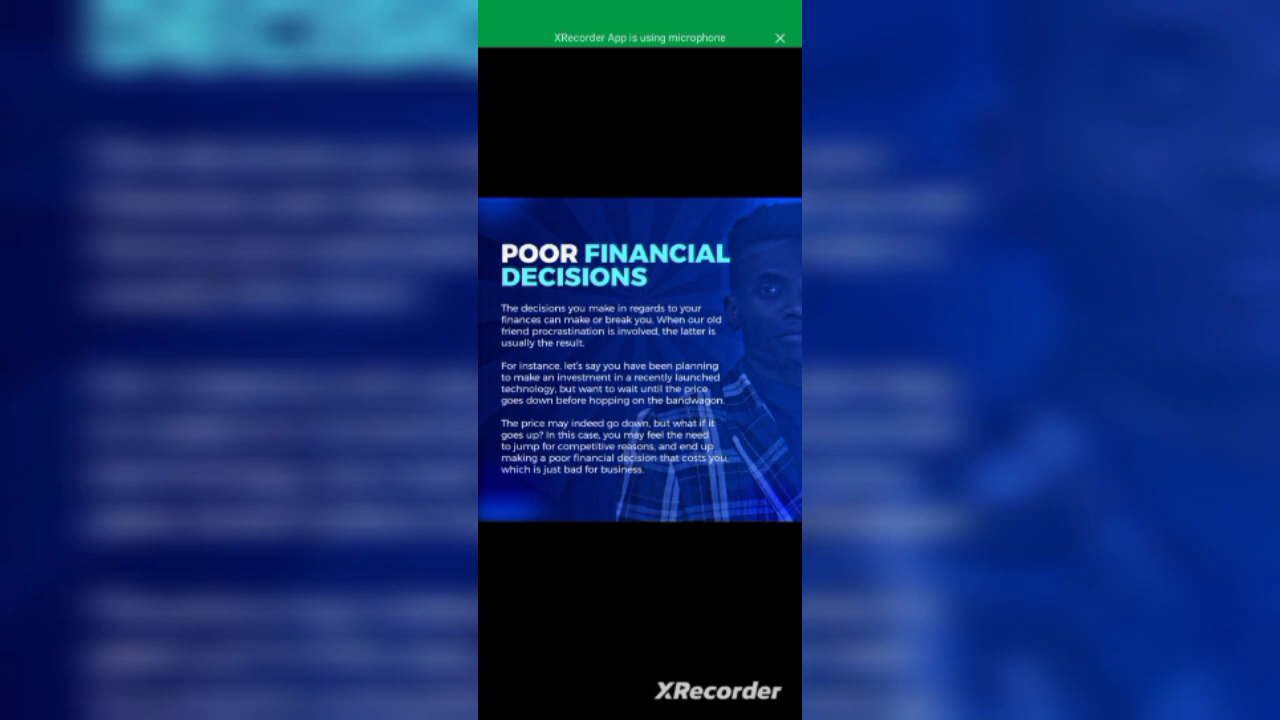 XRecorder App is using microphone
POOR FINANCIAL
DECISIONS
The decisions you make in regards to your
finances can make or break you. When our old
friend procrastination is involved, the latter is
usually the result.
For instance, let's say you have been planning
to make an investment in a recently launched
technology, but want to wait until the price
goes down before hopping on the bandwagon.
The price may indeed go down, but what if it
goes up? In this case, you may feel the need
to jump for competitive reasons, and end up
making a poor financial decision that costs you,
which is just bad for business.
XRecorder